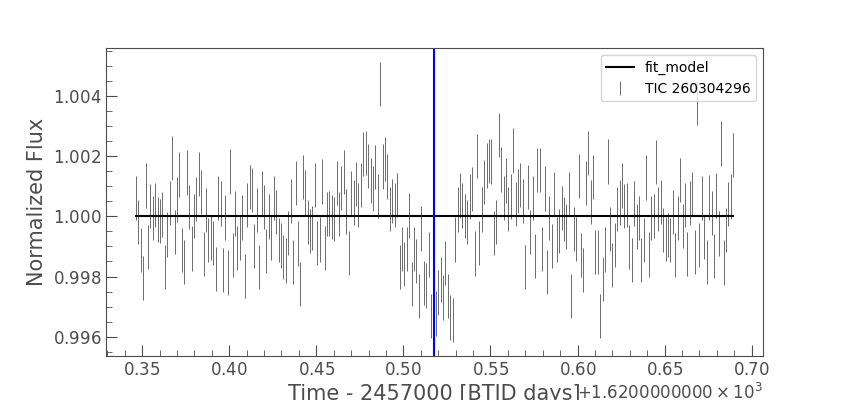 fit_model
TIC 260304296
Normalized Flux
1.004
1.002
1.000
0.998
0.996
0.35 0.40 0.45 0.50 0.55 0.60 0.65 0.70
Time - 2457000 [BTJD days]
+1.6200000000×10³